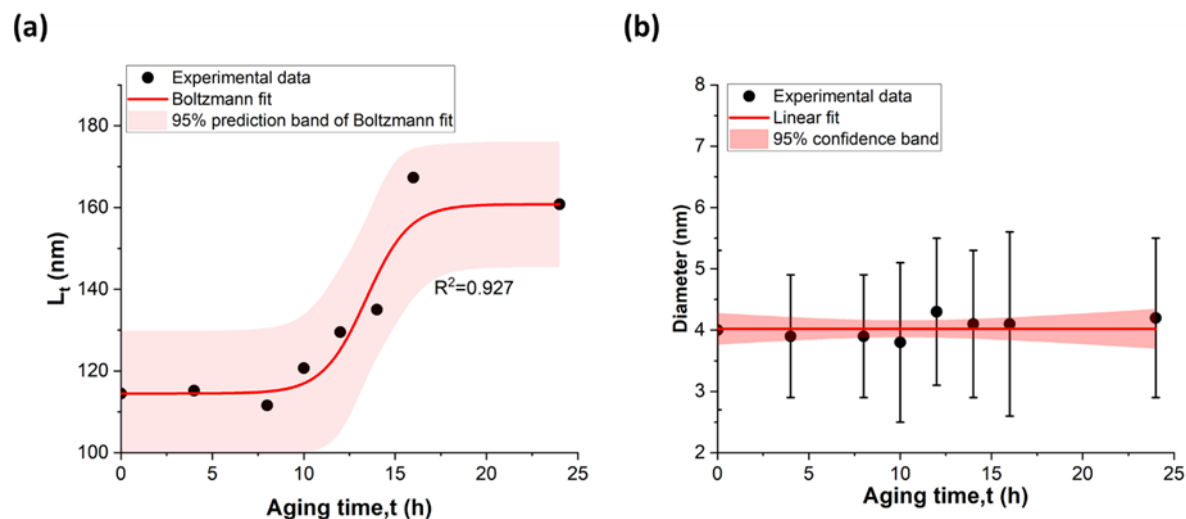 (a)
Experimental data
Boltzmann fit
95% prediction band of Boltzmann fit
180
160
140
120
100
L_t (nm)
R²=0.927
0 5 10 15 20 25
Aging time,t (h)
(b)
Experimental data
Linear fit
95% confidence band
8
7
6
5
4
3
2
Diameter (nm)
0 5 10 15 20 25
Aging time,t (h)